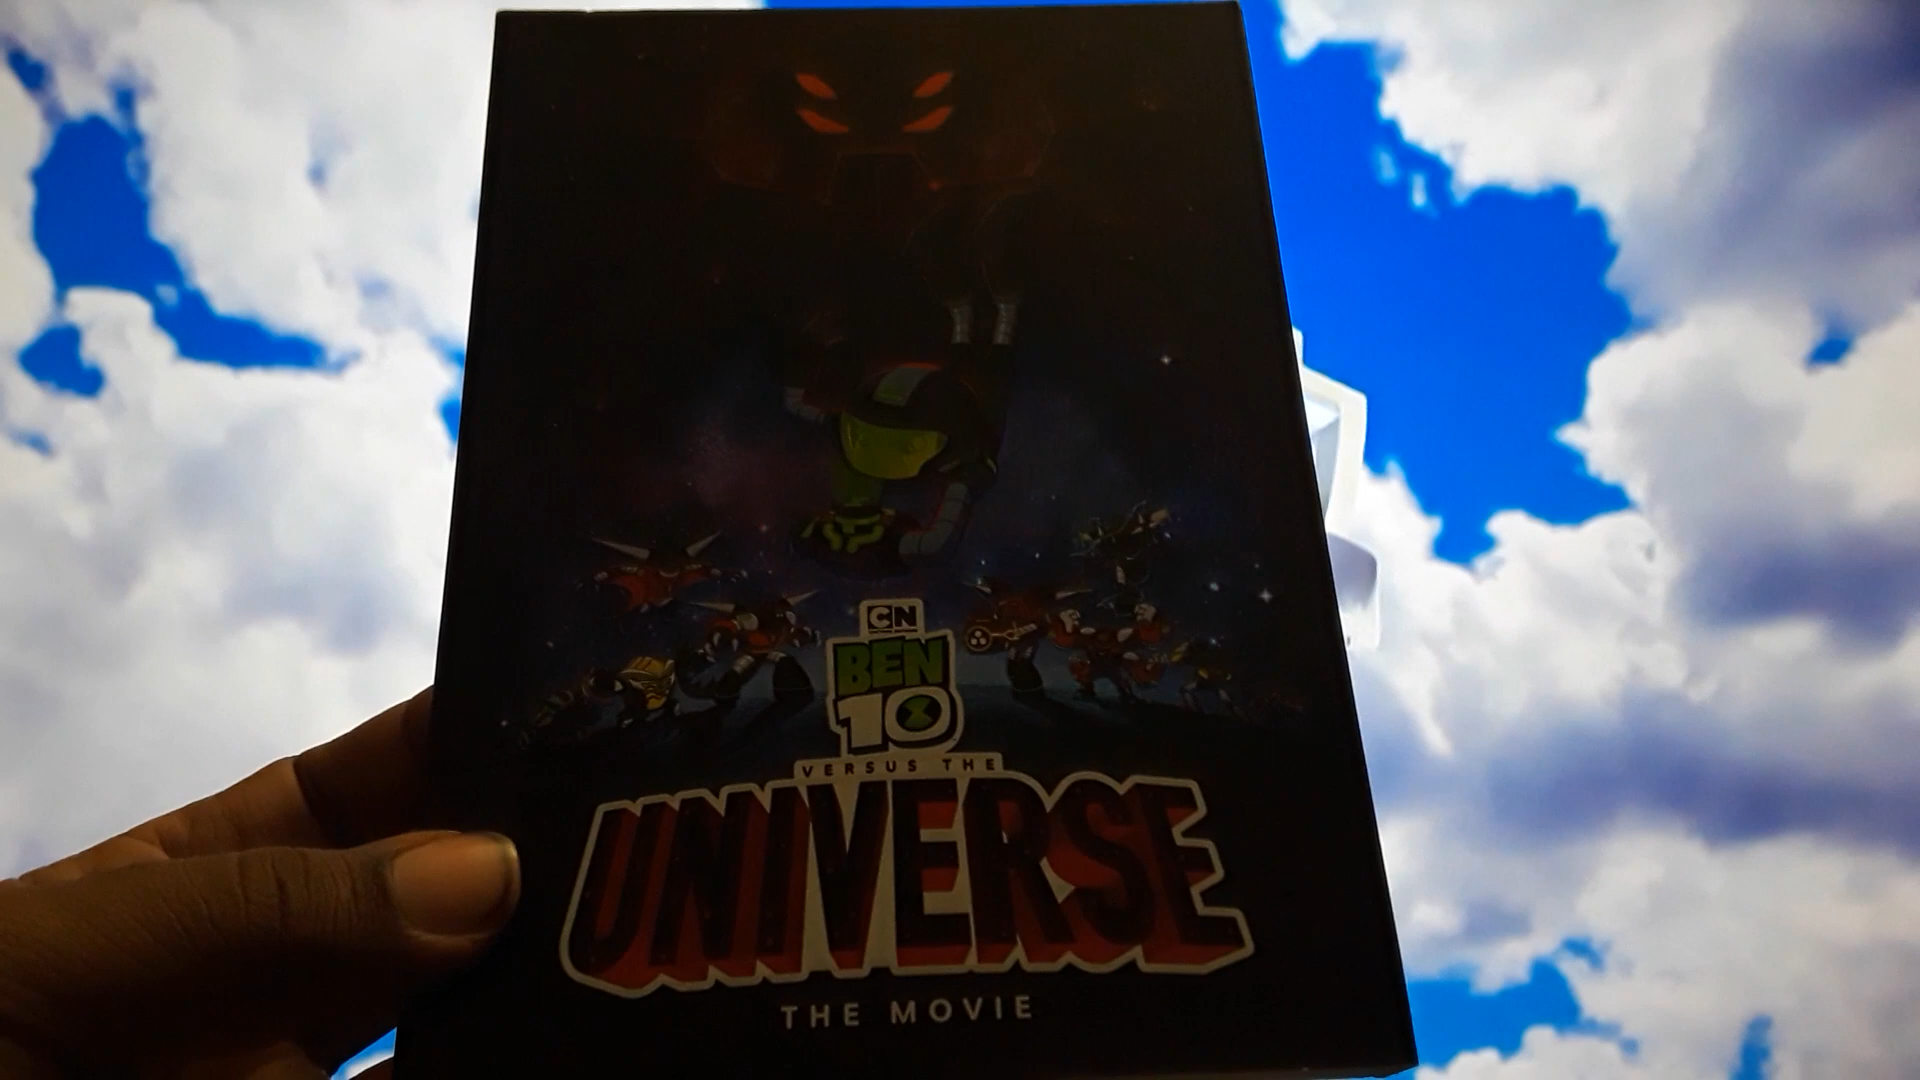 CN
BEN
10
VERSUS THE
UNIVERSE
THE MOVIE